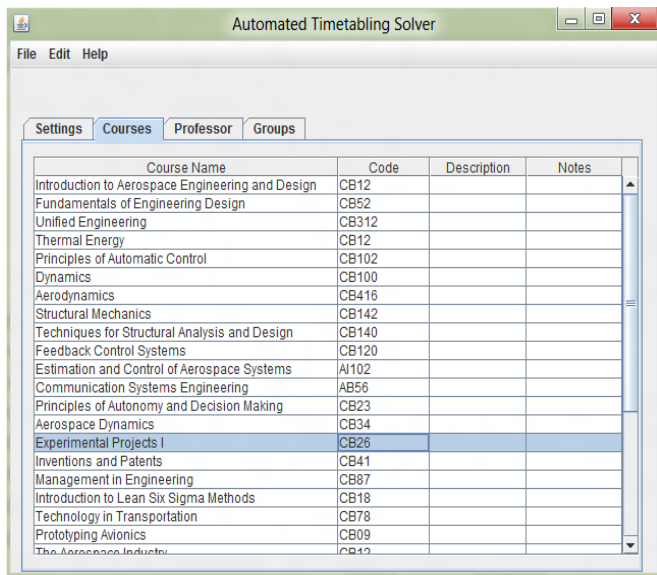 Automated Timetabling Solver
File Edit Help
Settings Courses Professor Groups
Course Name Code Description Notes
Introduction to Aerospace Engineering and Design CB12
Fundamentals of Engineering Design CB52
Unified Engineering CB312
Thermal Energy CB12
Principles of Automatic Control CB102
Dynamics CB100
Aerodynamics CB416
Structural Mechanics CB142
Techniques for Structural Analysis and Design CB140
Feedback Control Systems CB120
Estimation and Control of Aerospace Systems AI102
Communication Systems Engineering AB56
Principles of Autonomy and Decision Making CB23
Aerospace Dynamics CB34
Experimental Projects I CB26
Inventions and Patents CB41
Management in Engineering CB87
Introduction to Lean Six Sigma Methods CB18
Technology in Transportation CB78
Prototyping Avionics CB09
The Aerospace Industry CB12